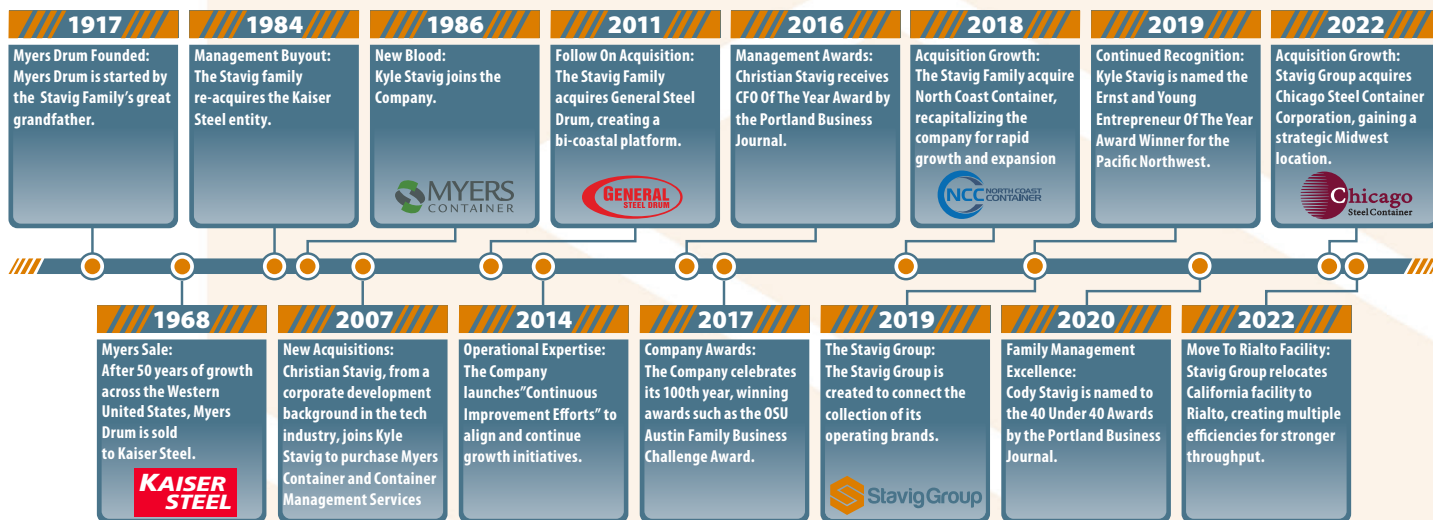 1917
Myers Drum Founded:
Myers Drum is started by
the Stavig Family's great
grandfather.
1984
Management Buyout:
The Stavig family
re-acquires the Kaiser
Steel entity.
1986
New Blood:
Kyle Stavig joins the
Company.
MYERS
CONTAINER
2011
Follow On Acquisition:
The Stavig Family
acquires General Steel
Drum, creating a
bi-coastal platform.
GENERAL
STEEL DRUM
2016
Management Awards:
Christian Stavig receives
CFO Of The Year Award by
the Portland Business
Journal.
2018
Acquisition Growth:
The Stavig Family acquire
North Coast Container,
recapitalizing the
company for rapid
growth and expansion
NCC NORTH COAST
CONTAINER
2019
Continued Recognition:
Kyle Stavig is named the
Ernst and Young
Entrepreneur Of The Year
Award Winner for the
Pacific Northwest.
2022
Acquisition Growth:
Stavig Group acquires
Chicago Steel Container
Corporation, gaining a
strategic Midwest
location.
Chicago
Steel Container
1968
Myers Sale:
After 50 years of growth
across the Western
United States, Myers
Drum is sold
to Kaiser Steel.
KAISER
STEEL
2007
New Acquisitions:
Christian Stavig, from a
corporate development
background in the tech
industry, joins Kyle
Stavig to purchase Myers
Container and Container
Management Services
2014
Operational Expertise:
The Company
launches"Continuous
Improvement Efforts" to
align and continue
growth initiatives.
2017
Company Awards:
The Company celebrates
its 100th year, winning
awards such as the OSU
Austin Family Business
Challenge Award.
2019
The Stavig Group:
The Stavig Group is
created to connect the
collection of its
operating brands.
StavigGroup
2020
Family Management
Excellence:
Cody Stavig is named to
the 40 Under 40 Awards
by the Portland Business
Journal.
2022
Move To Rialto Facility:
Stavig Group relocates
California facility to
Rialto, creating multiple
efficiencies for stronger
throughput.